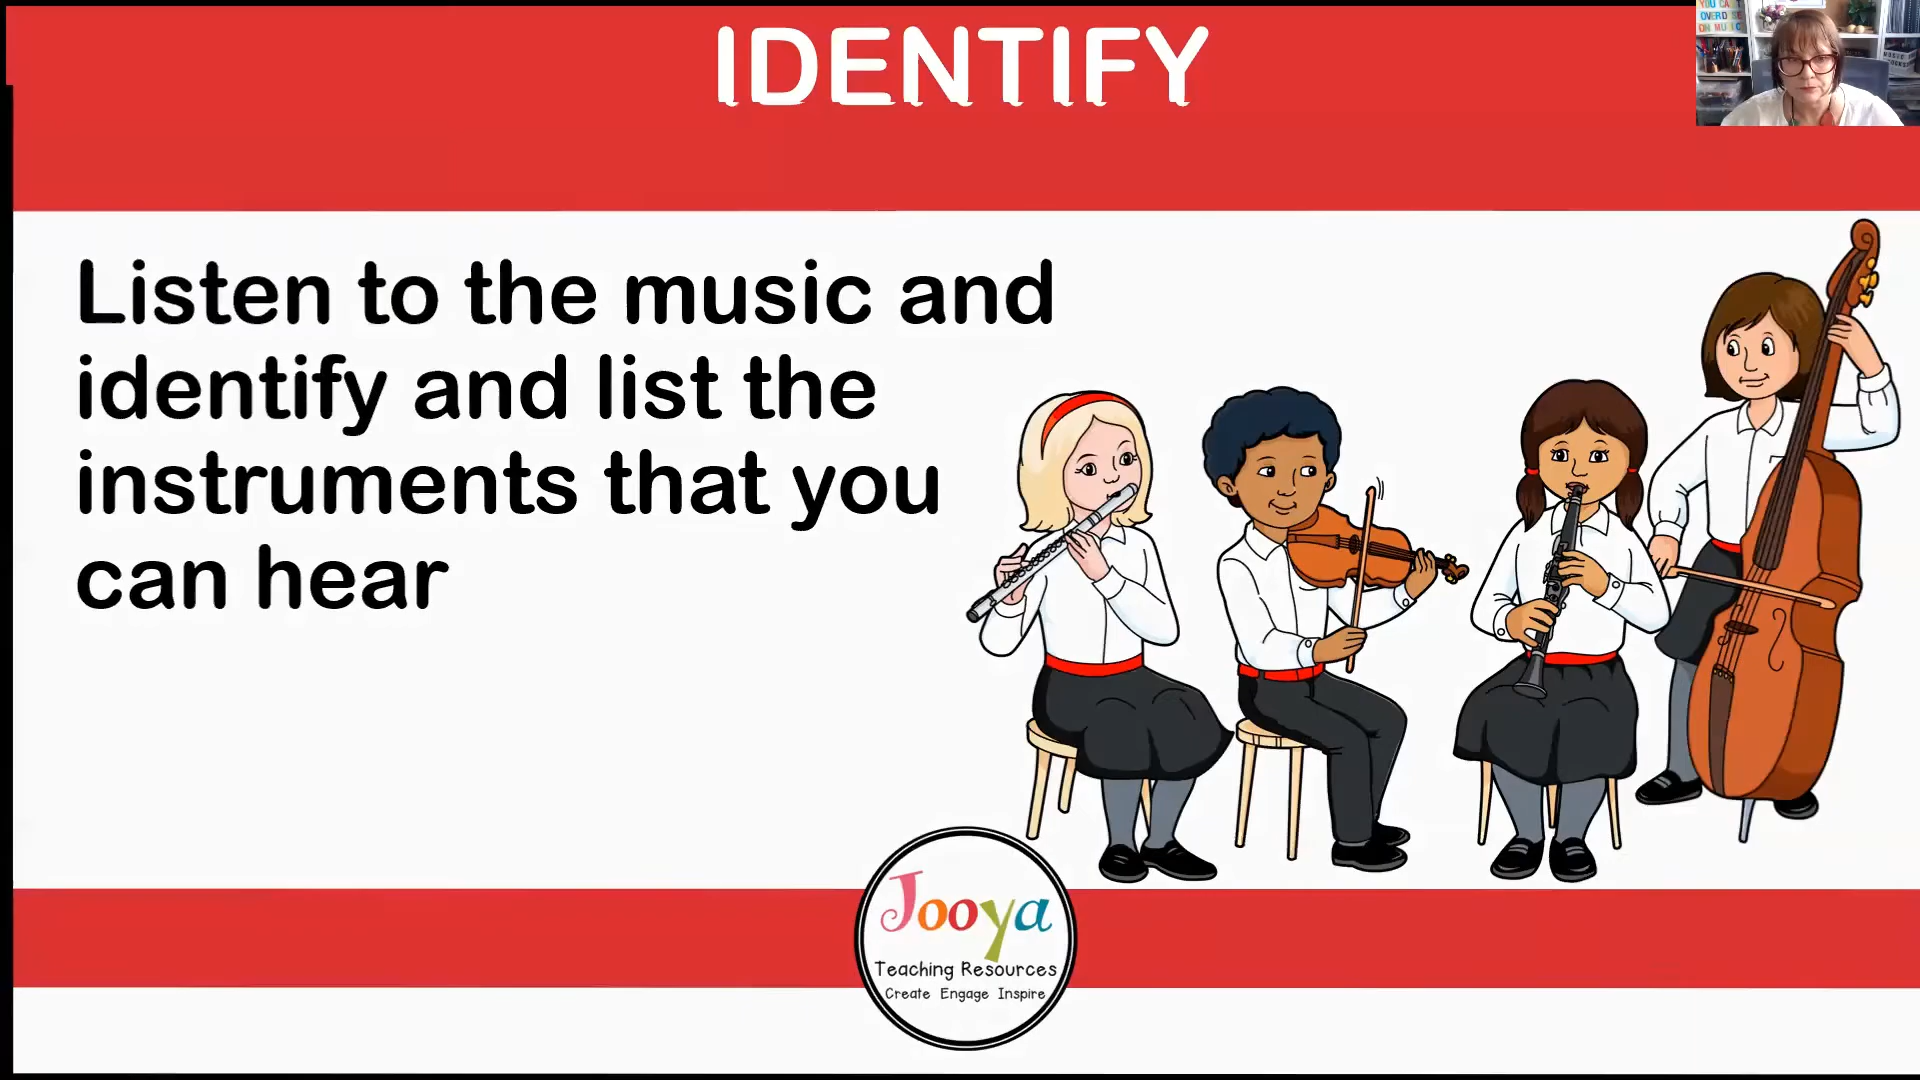 IDENTIFY
Listen to the music and
identify and list the
instruments that you
can hear
Jooya
Teaching Resources
Create Engage Inspire